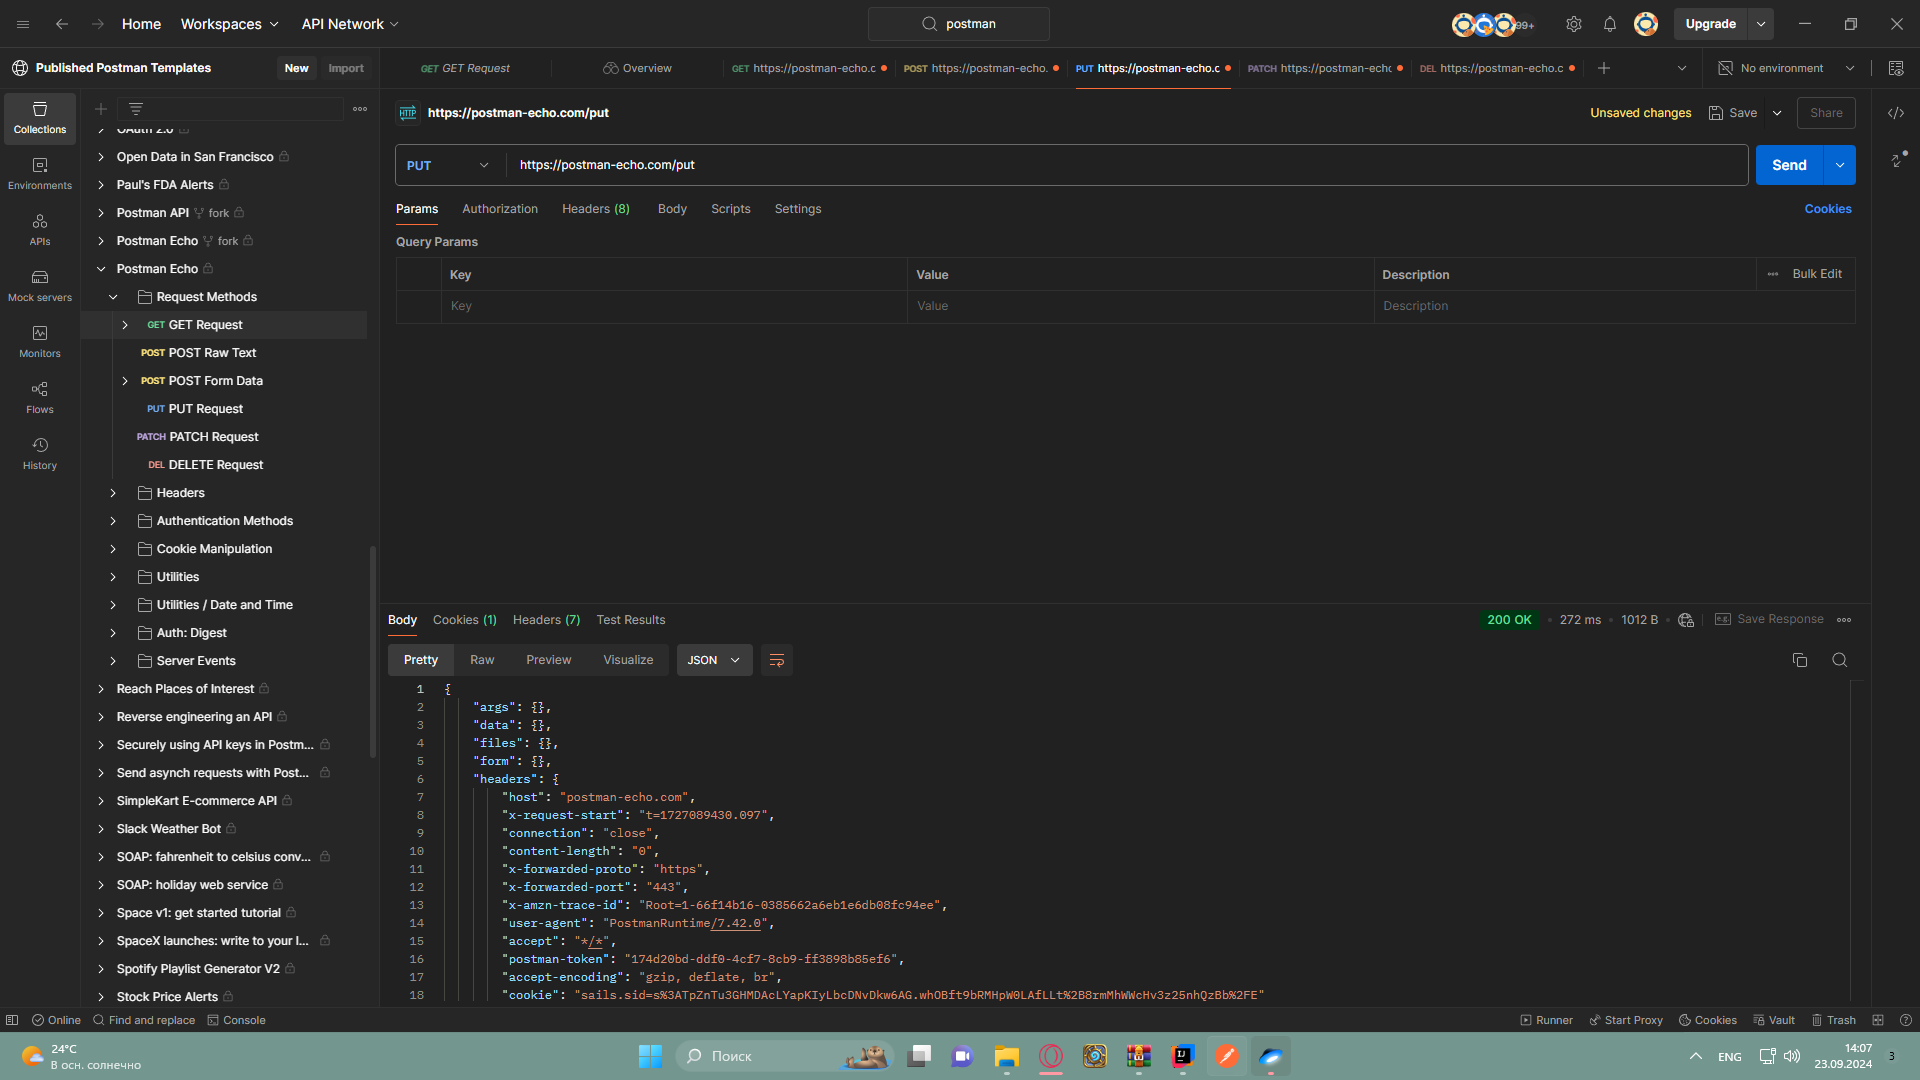 Home Workspaces API Network postman 99+ Upgrade
Published Postman Templates New Import
GET GET Request Overview GET https://postman-echo.c POST https://postman-echo. PUT https://postman-echo.c PATCH https://postman-echc DEL https://postman-echo.c No environment
HTTP https://postman-echo.com/put Unsaved changes Save Share
PUT https://postman-echo.com/put Send
Params Authorization Headers (8) Body Scripts Settings Cookies
Query Params
Key Value Description Bulk Edit
Key Value Description
Collections
Environments
APIs
Mock servers
Monitors
Flows
History
OAuth 2.0
Open Data in San Francisco
Paul's FDA Alerts
Postman API fork
Postman Echo fork
Postman Echo
Request Methods
GET GET Request
POST POST Raw Text
POST POST Form Data
PUT PUT Request
PATCH PATCH Request
DEL DELETE Request
Headers
Authentication Methods
Cookie Manipulation
Utilities
Utilities / Date and Time
Auth: Digest
Server Events
Reach Places of Interest
Reverse engineering an API
Securely using API keys in Postm...
Send asynch requests with Post...
SimpleKart E-commerce API
Slack Weather Bot
SOAP: fahrenheit to celsius conv...
SOAP: holiday web service
Space v1: get started tutorial
SpaceX launches: write to your l...
Spotify Playlist Generator V2
Stock Price Alerts
Body Cookies (1) Headers (7) Test Results 200 OK 272 ms 1012 B Save Response
Pretty Raw Preview Visualize JSON
1 {
2 "args": {},
3 "data": {},
4 "files": {},
5 "form": {},
6 "headers": {
7 "host": "postman-echo.com",
8 "x-request-start": "t=1727089430.097",
9 "connection": "close",
10 "content-length": "0",
11 "x-forwarded-proto": "https",
12 "x-forwarded-port": "443",
13 "x-amzn-trace-id": "Root=1-66f14b16-0385662a6eb1e6db08fc94ee",
14 "user-agent": "PostmanRuntime/7.42.0",
15 "accept": "*/*",
16 "postman-token": "174d20bd-ddf0-4cf7-8cb9-ff3898b85ef6",
17 "accept-encoding": "gzip, deflate, br",
18 "cookie": "sails.sid=s%3ATpZnTu3GHMDAcLYapKIyLbcDNvDkw6AG.whOBft9bRMHpW0LAfLLt%2B8rmMhWWcHv3z25nhQzBb%2FE"
Online Find and replace Console Runner Start Proxy Cookies Vault Trash
24°C
В осн. солнечно
Поиск
ENG
14:07
23.09.2024
3